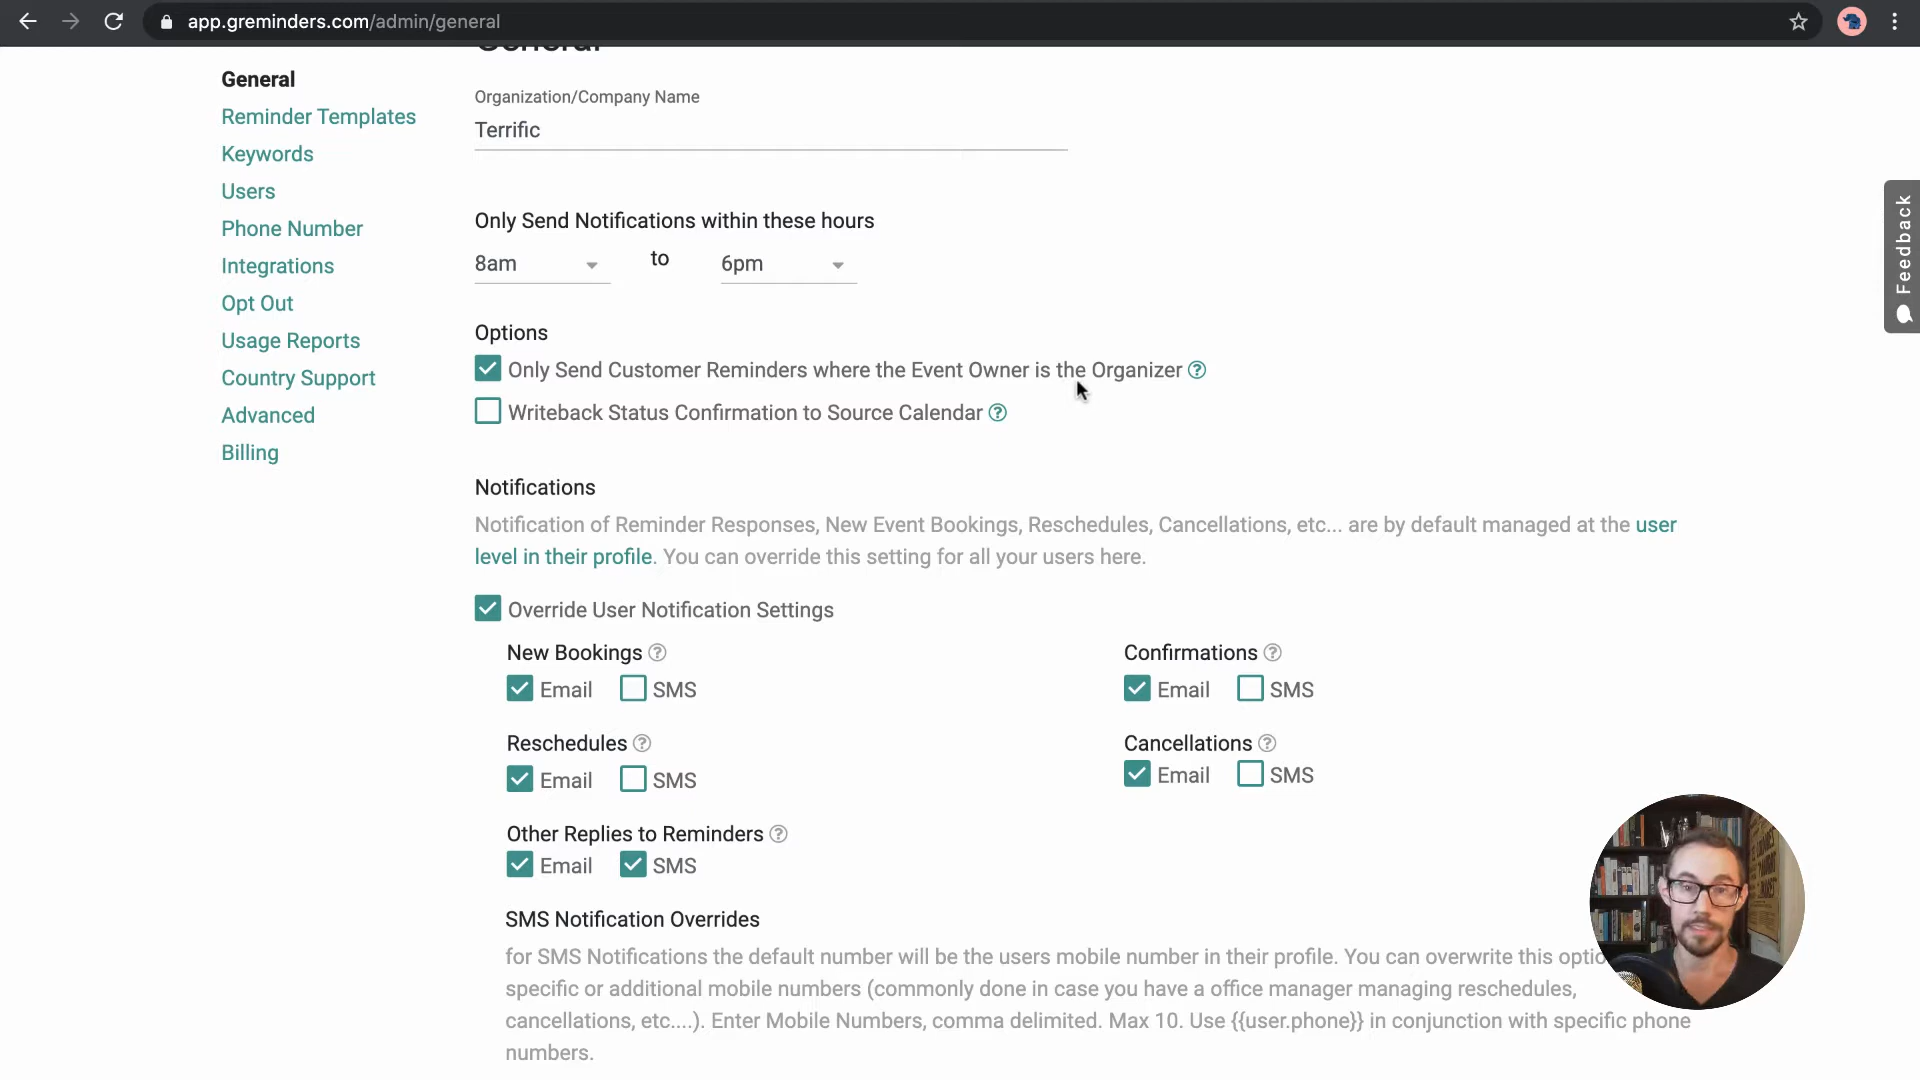 app.greminders.com/admin/general
General
General
Reminder Templates
Keywords
Users
Phone Number
Integrations
Opt Out
Usage Reports
Country Support
Advanced
Billing
Organization/Company Name
Terrific
Only Send Notifications within these hours
8am to 6pm
Options
Only Send Customer Reminders where the Event Owner is the Organizer ?
Writeback Status Confirmation to Source Calendar ?
Notifications
Notification of Reminder Responses, New Event Bookings, Reschedules, Cancellations, etc... are by default managed at the user
level in their profile. You can override this setting for all your users here.
Override User Notification Settings
New Bookings ?
Email SMS
Confirmations ?
Email SMS
Reschedules ?
Email SMS
Cancellations ?
Email SMS
Other Replies to Reminders ?
Email SMS
SMS Notification Overrides
for SMS Notifications the default number will be the users mobile number in their profile. You can overwrite this optio
specific or additional mobile numbers (commonly done in case you have a office manager managing reschedules,
cancellations, etc....). Enter Mobile Numbers, comma delimited. Max 10. Use {{user.phone}} in conjunction with specific phone
numbers.
Feedback